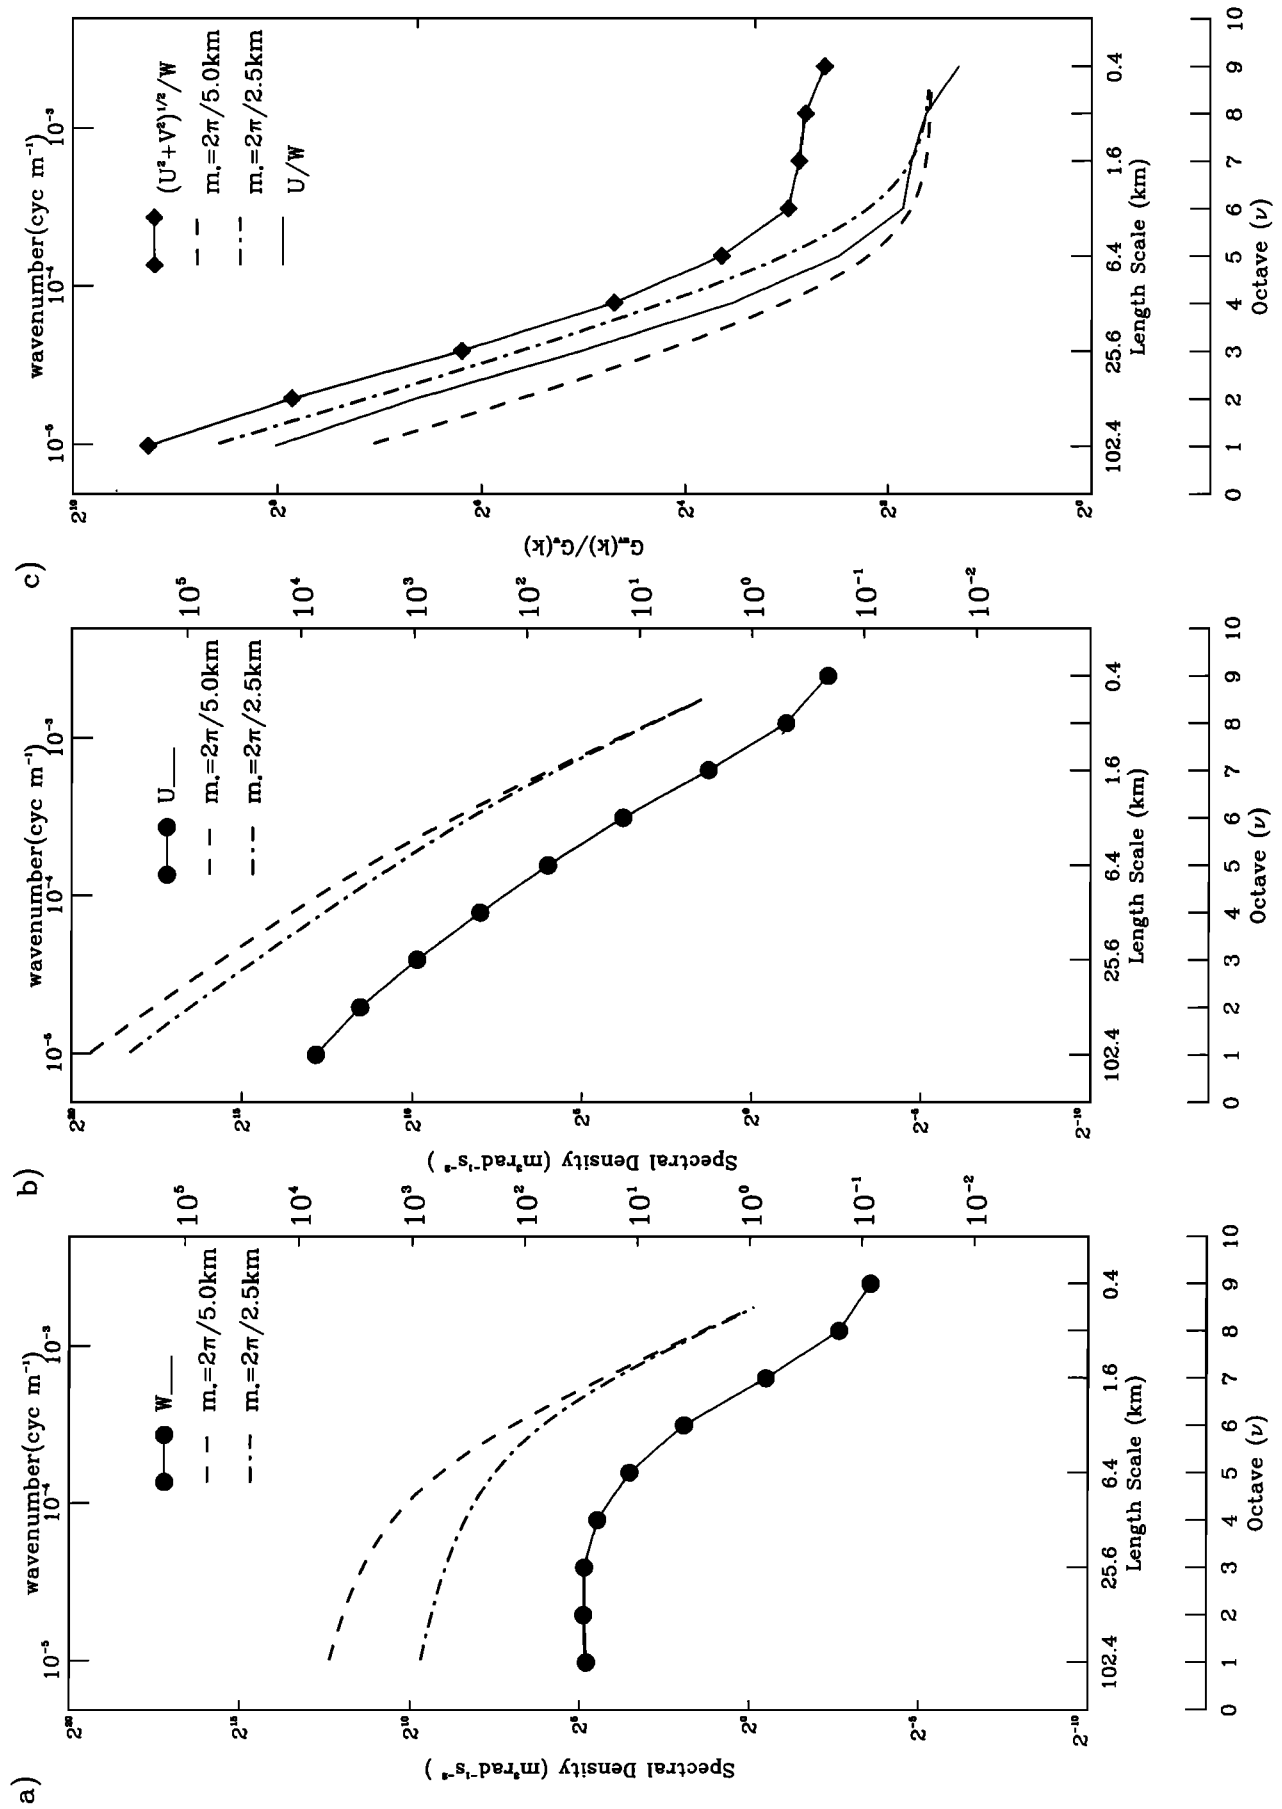 a)
wavenumber(cyc m⁻¹)
10⁻⁵ 10⁻⁴ 10⁻³
W
m*=2π/5.0km
m*=2π/2.5km
2²⁰
2¹⁵
2¹⁰
2⁵
2⁰
2⁻⁵
2⁻¹⁰
Spectral Density (m³rad⁻¹s⁻²)
10⁵
10⁴
10³
10²
10¹
10⁰
10⁻¹
10⁻²
102.4 25.6 6.4 1.6 0.4
Length Scale (km)
0 1 2 3 4 5 6 7 8 9 10
Octave (ν)
b)
wavenumber(cyc m⁻¹)
10⁻⁵ 10⁻⁴ 10⁻³
U
m*=2π/5.0km
m*=2π/2.5km
2²⁰
2¹⁵
2¹⁰
2⁵
2⁰
2⁻⁵
2⁻¹⁰
Spectral Density (m³rad⁻¹s⁻²)
10⁵
10⁴
10³
10²
10¹
10⁰
10⁻¹
10⁻²
102.4 25.6 6.4 1.6 0.4
Length Scale (km)
0 1 2 3 4 5 6 7 8 9 10
Octave (ν)
c)
wavenumber(cyc m⁻¹)
10⁻⁵ 10⁻⁴ 10⁻³
(U²+V²)¹/²/W
m*=2π/5.0km
m*=2π/2.5km
U/W
2¹⁰
2⁸
2⁶
2⁴
2²
2⁰
(k)/G (k)
102.4 25.6 6.4 1.6 0.4
Length Scale (km)
0 1 2 3 4 5 6 7 8 9 10
Octave (ν)